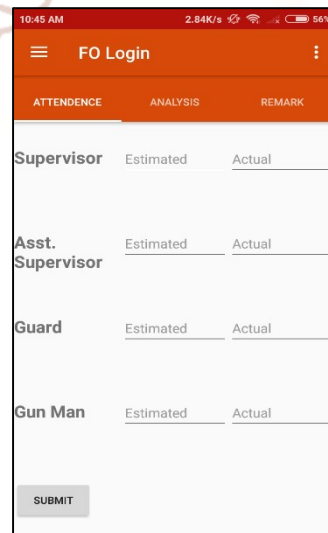 10:45 AM 2.84K/s 56%
FO Login
ATTENDENCE ANALYSIS REMARK
Supervisor Estimated Actual
Asst. Estimated Actual
Supervisor
Guard Estimated Actual
Gun Man Estimated Actual
SUBMIT